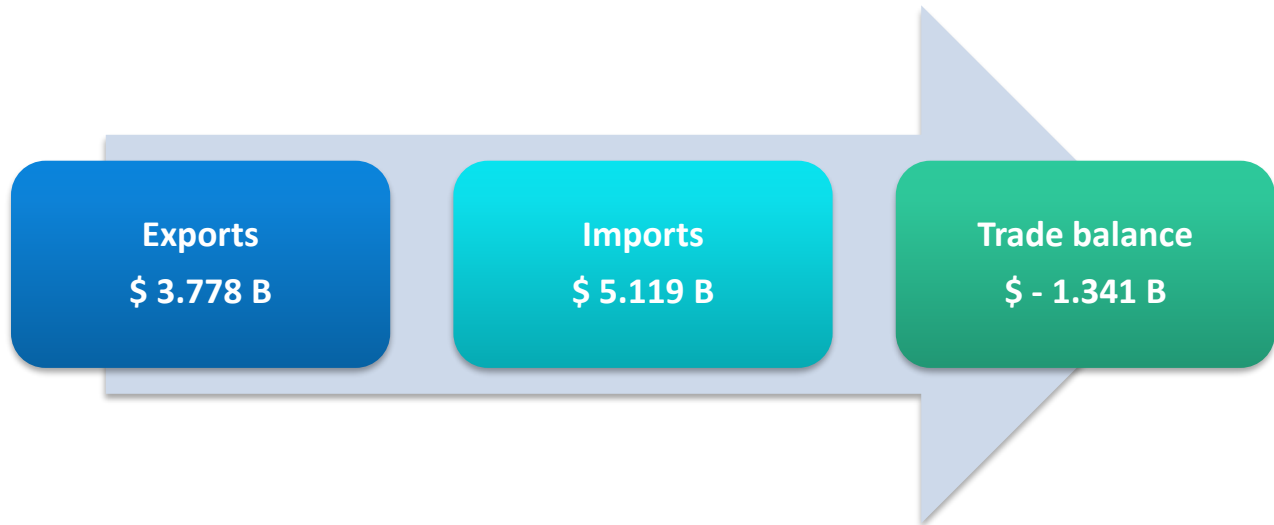 Exports
$ 3.778 B
Imports
$ 5.119 B
Trade balance
$ - 1.341 B